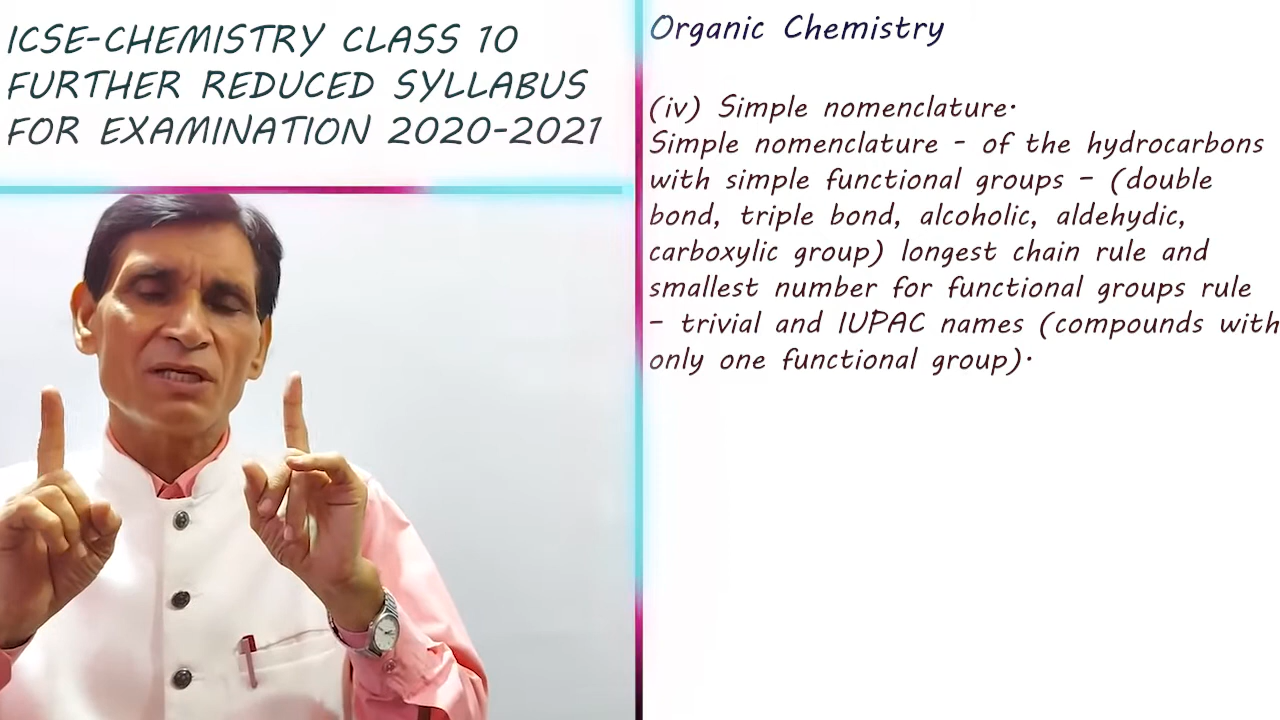 ICSE-CHEMISTRY CLASS 10
FURTHER REDUCED SYLLABUS
FOR EXAMINATION 2020-2021
Organic Chemistry
(iv) Simple nomenclature.
Simple nomenclature - of the hydrocarbons
with simple functional groups – (double
bond, triple bond, alcoholic, aldehydic,
carboxylic group) longest chain rule and
smallest number for functional groups rule
– trivial and IUPAC names (compounds with
only one functional group).